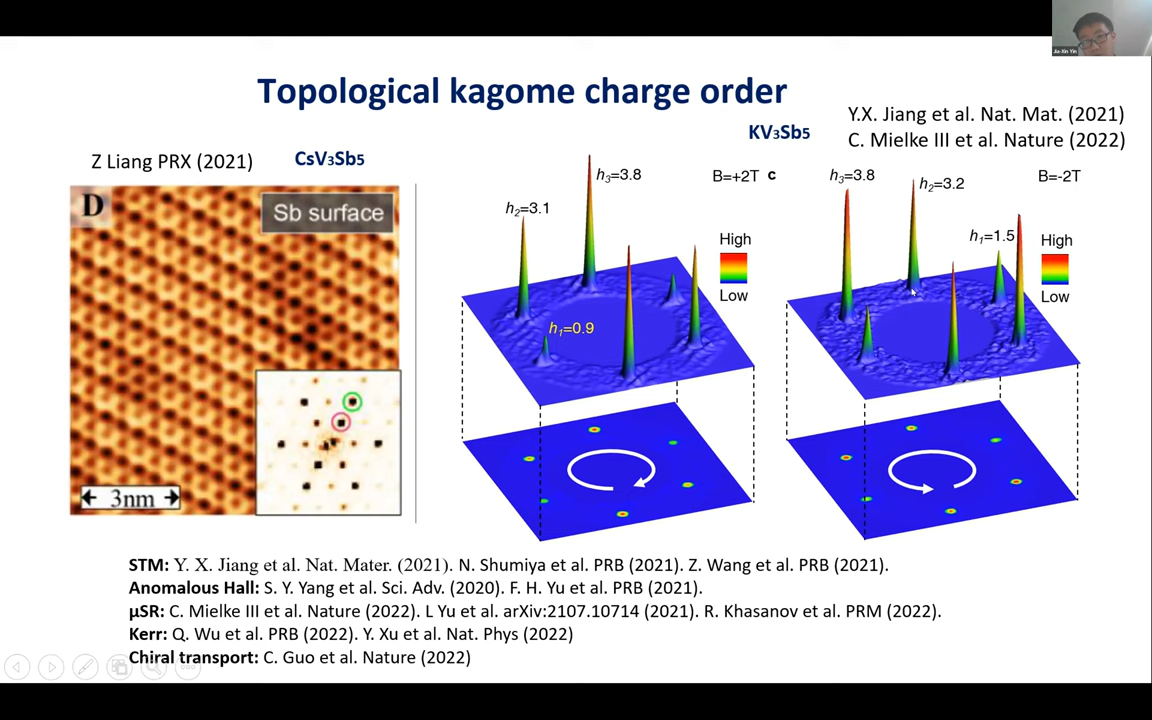 Jia-Xin Yin
Topological kagome charge order
Y.X. Jiang et al. Nat. Mat. (2021)
C. Mielke III et al. Nature (2022)
KV₃Sb₅
Z Liang PRX (2021)
CsV₃Sb₅
D
Sb surface
3nm
h₃=3.8
B=+2T
h₂=3.1
High
Low
h₁=0.9
c
h₃=3.8
h₂=3.2
B=-2T
h₁=1.5
High
Low
STM: Y. X. Jiang et al. Nat. Mater. (2021). N. Shumiya et al. PRB (2021). Z. Wang et al. PRB (2021).
Anomalous Hall: S. Y. Yang et al. Sci. Adv. (2020). F. H. Yu et al. PRB (2021).
μSR: C. Mielke III et al. Nature (2022). L Yu et al. arXiv:2107.10714 (2021). R. Khasanov et al. PRM (2022).
Kerr: Q. Wu et al. PRB (2022). Y. Xu et al. Nat. Phys (2022)
Chiral transport: C. Guo et al. Nature (2022)